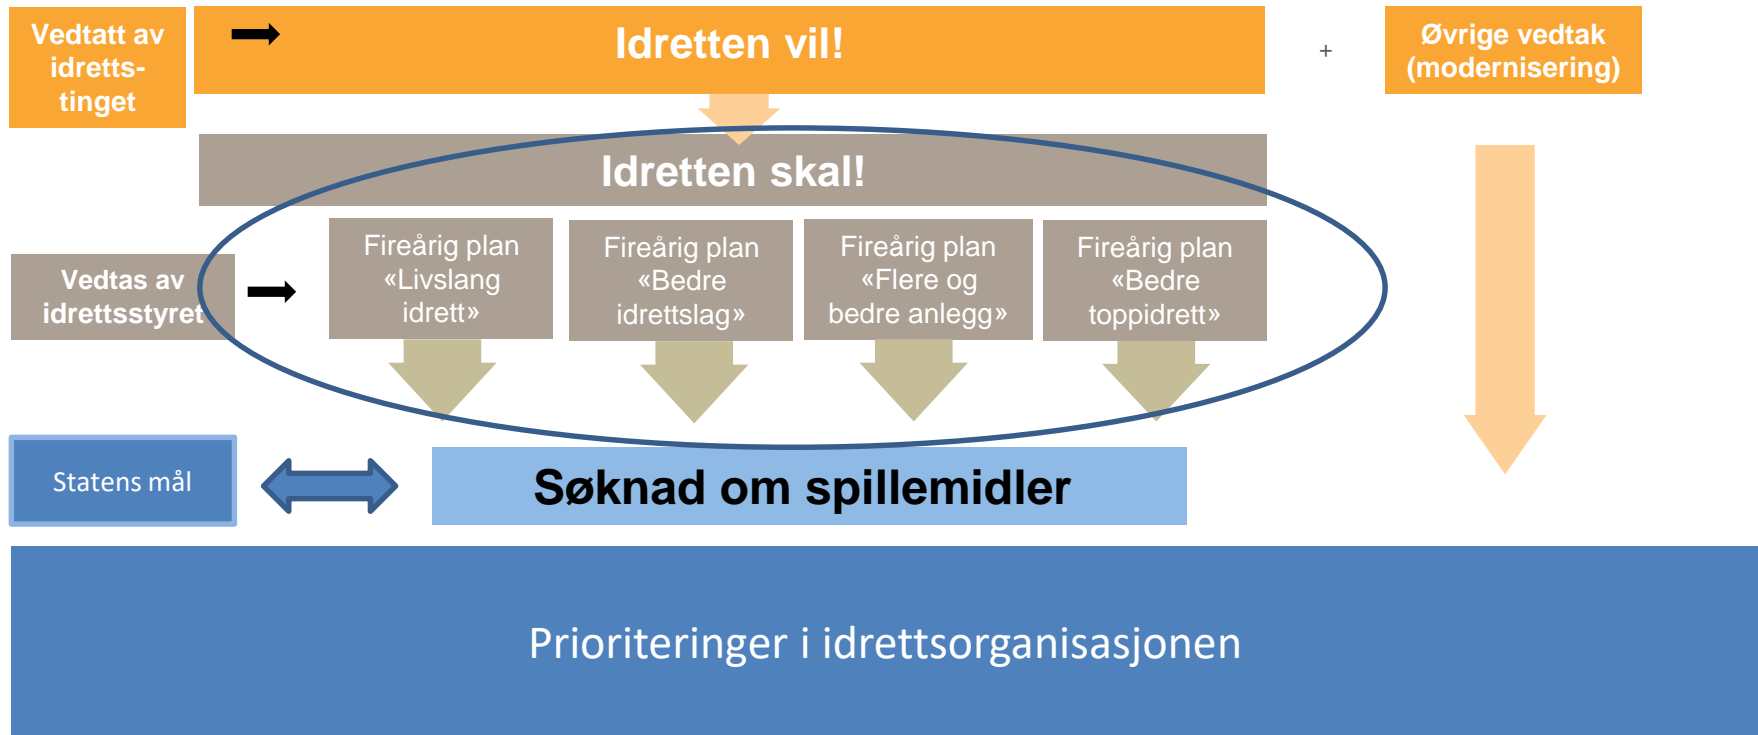 Vedtatt av
idretts-
tinget
Idretten vil!
+
Øvrige vedtak
(modernisering)
Idretten skal!
Vedtas av
idrettsstyret
Fireårig plan
«Livslang
idrett»
Fireårig plan
«Bedre
idrettslag»
Fireårig plan
«Flere og
bedre anlegg»
Fireårig plan
«Bedre
toppidrett»
Statens mål
Søknad om spillemidler
Prioriteringer i idrettsorganisasjonen